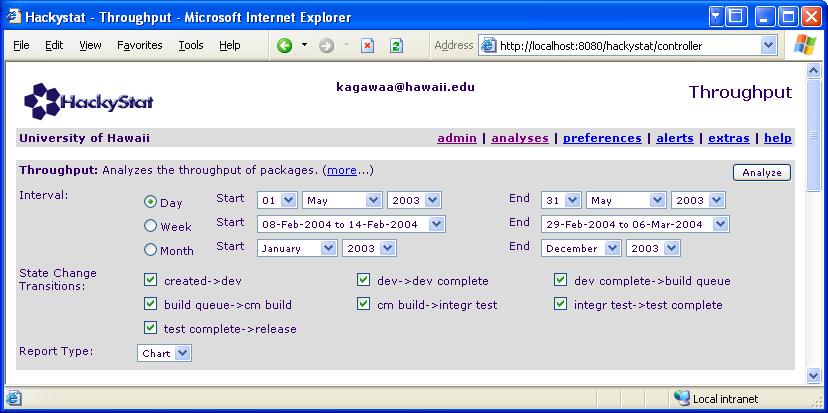 Hackystat - Throughput - Microsoft Internet Explorer
File Edit View Favorites Tools Help Address http://localhost:8080/hackystat/controller
HackyStat kagawaa@hawaii.edu Throughput
University of Hawaii admin | analyses | preferences | alerts | extras | help
Throughput: Analyzes the throughput of packages. (more...) Analyze
Interval: Day Start 01 May 2003 End 31 May 2003
Week Start 08-Feb-2004 to 14-Feb-2004 End 29-Feb-2004 to 06-Mar-2004
Month Start January 2003 End December 2003
State Change Transitions: created->dev dev->dev complete dev complete->build queue
build queue->cm build cm build->integr test integr test->test complete
test complete->release
Report Type: Chart
Local intranet